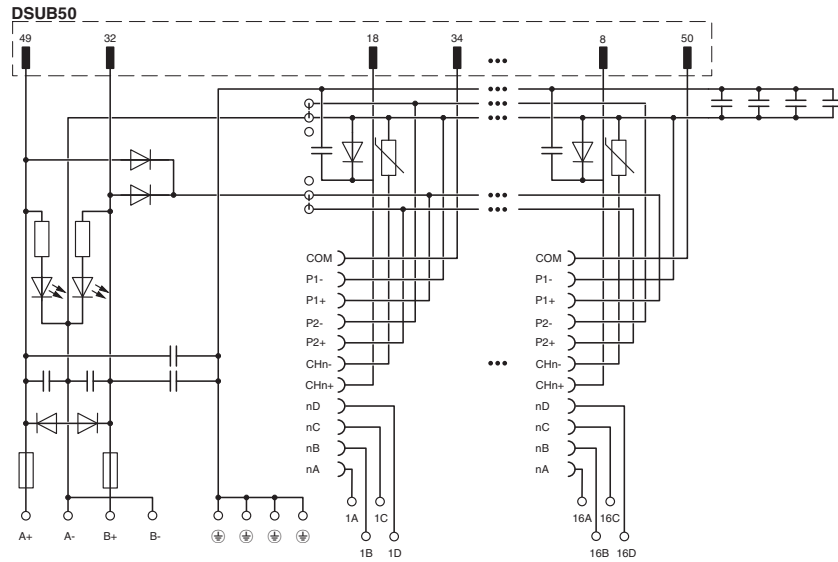 DSUB50
49 32 18 34 ••• 8 50
•••
•••
•••
•••
•••
COM COM
P1- P1-
P1+ P1+
P2- P2-
P2+ P2+
CHn- ••• CHn-
CHn+ CHn+
nD nD
nC nC
nB nB
nA nA
A+ A- B+ B- 1A 1C 16A 16C
1B 1D 16B 16D